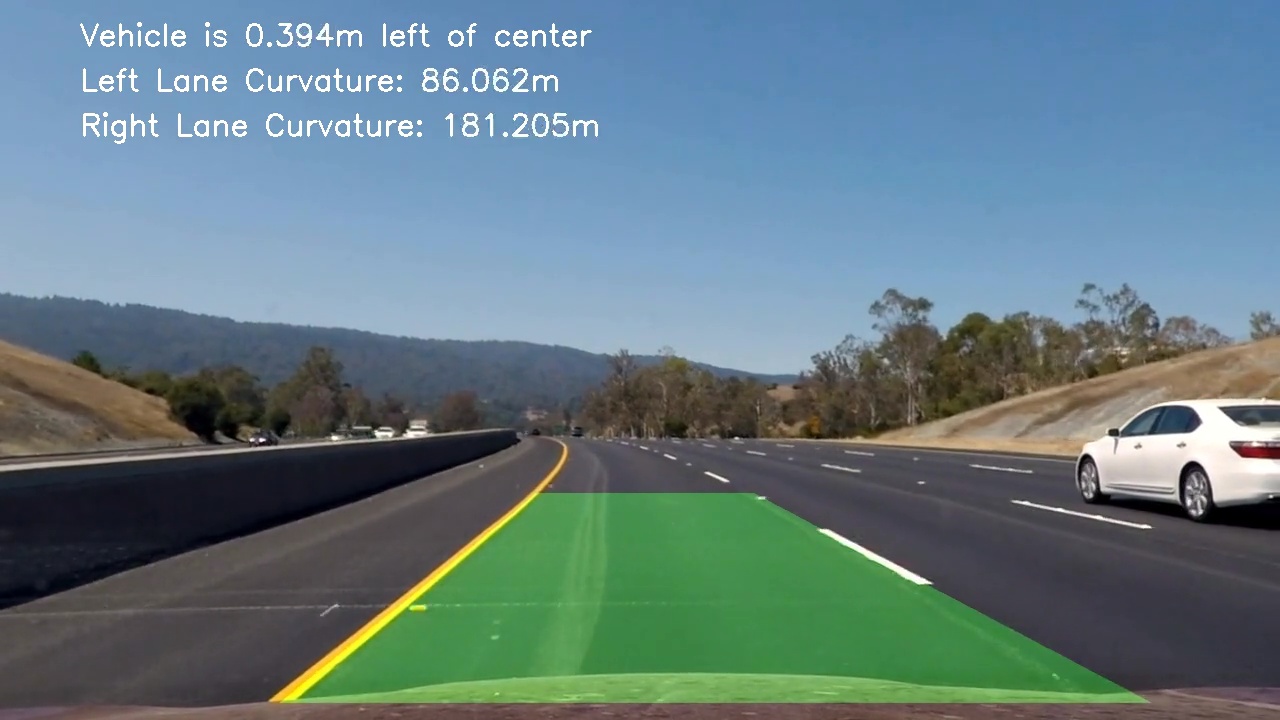 Vehicle is 0.394m left of center
Left Lane Curvature: 86.062m
Right Lane Curvature: 181.205m